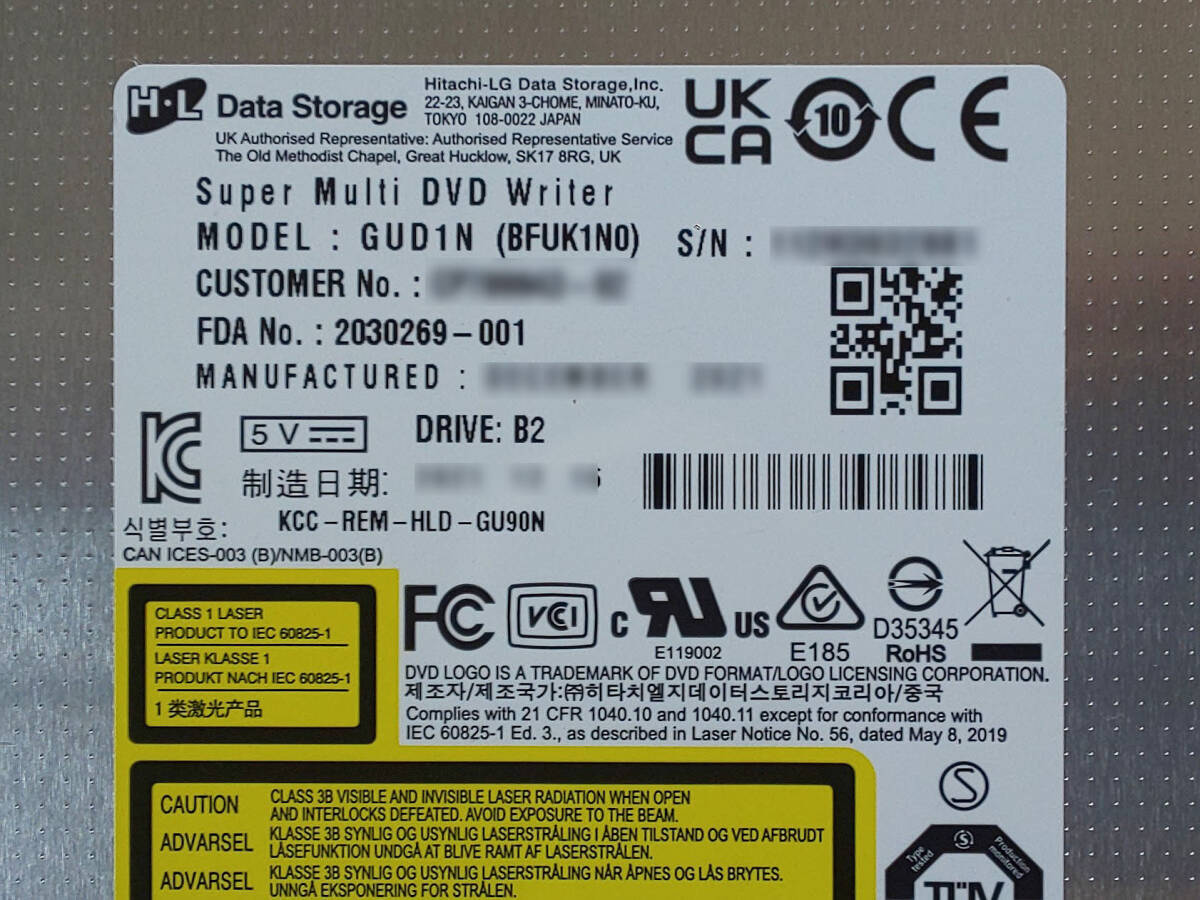 H·L Data Storage
Hitachi-LG Data Storage,Inc.
22-23, KAIGAN 3-CHOME, MINATO-KU,
TOKYO 108-0022 JAPAN
UK Authorised Representative: Authorised Representative Service
The Old Methodist Chapel, Great Hucklow, SK17 8RG, UK
UK
CA
10
CE
Super Multi DVD Writer
MODEL : GUD1N (BFUK1N0) S/N :
CUSTOMER No. :
FDA No. : 2030269-001
MANUFACTURED :
5V DRIVE: B2
制造日期:
식별부호: KCC-REM-HLD-GU90N
CAN ICES-003 (B)/NMB-003(B)
CLASS 1 LASER
PRODUCT TO IEC 60825-1
LASER KLASSE 1
PRODUKT NACH IEC 60825-1
1 类激光产品
FC VCI c UR US
E119002 E185 D35345
RoHS
DVD LOGO IS A TRADEMARK OF DVD FORMAT/LOGO LICENSING CORPORATION.
제조자/제조국가:㈜히타치엘지데이터스토리지코리아/중국
Complies with 21 CFR 1040.10 and 1040.11 except for conformance with
IEC 60825-1 Ed. 3., as described in Laser Notice No. 56, dated May 8, 2019
CAUTION CLASS 3B VISIBLE AND INVISIBLE LASER RADIATION WHEN OPEN
AND INTERLOCKS DEFEATED. AVOID EXPOSURE TO THE BEAM.
ADVARSEL KLASSE 3B SYNLIG OG USYNLIG LASERSTRÅLING I ÅBEN TILSTAND OG VED AFBRUDT
LÅSEFUNKTION UNDGÅ AT BLIVE RAMT AF LASERSTRÅLEN.
ADVARSEL KLASSE 3B SYNLIG OG USYNLIG LASERSTRÅLING NÅR ÅPNES OG LÅS BRYTES.
UNNGÅ EKSPONERING FOR STRÅLEN.
S
Type tested
Production monitored
TÜV